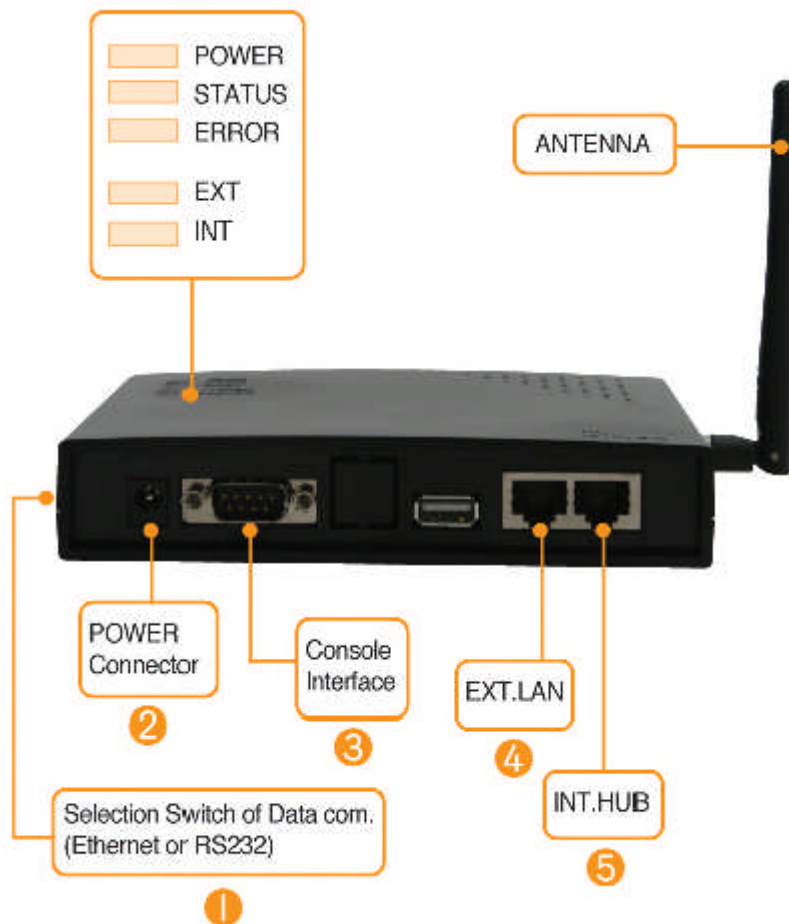 POWER
STATUS
ERROR
EXT
INT
ANTENNA
POWER
Connector
2
Console
Interface
3
EXT.LAN
4
INT.HUB
5
Selection Switch of Data com.
(Ethernet or RS232)
1